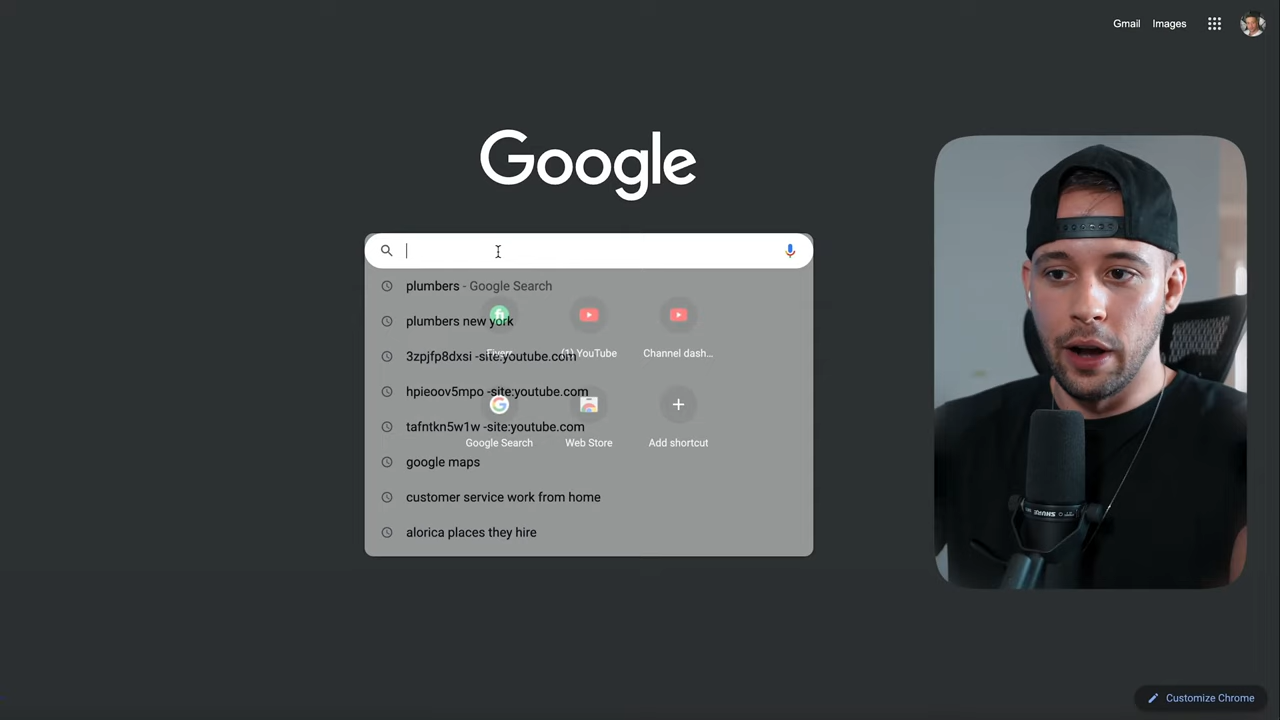 Gmail Images
Google
plumbers - Google Search
plumbers new york
Fiverr (1) YouTube Channel dash...
3zpjfp8dxsi -site:youtube.com
hpieoov5mpo -site:youtube.com
tafntkn5w1w -site:youtube.com
Google Search Web Store Add shortcut
google maps
customer service work from home
alorica places they hire
SHURE
Customize Chrome